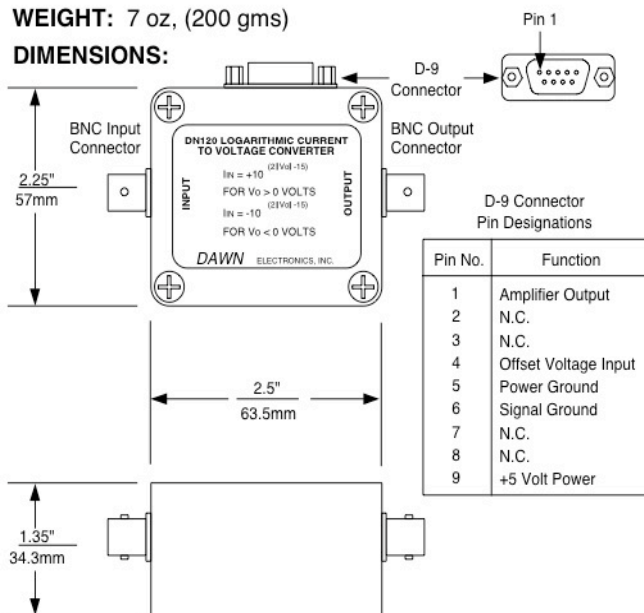 WEIGHT: 7 oz, (200 gms)
DIMENSIONS:
Pin 1
D-9
Connector
BNC Input
Connector
BNC Output
Connector
DN120 LOGARITHMIC CURRENT
TO VOLTAGE CONVERTER
IIN = +10 (2|Vo| -15)
FOR Vo > 0 VOLTS
IIN = -10 (2|Vo| -15)
FOR Vo < 0 VOLTS
INPUT
OUTPUT
DAWN ELECTRONICS, INC.
2.25"
57mm
2.5"
63.5mm
1.35"
34.3mm
D-9 Connector
Pin Designations
Pin No. Function
1 Amplifier Output
2 N.C.
3 N.C.
4 Offset Voltage Input
5 Power Ground
6 Signal Ground
7 N.C.
8 N.C.
9 +5 Volt Power